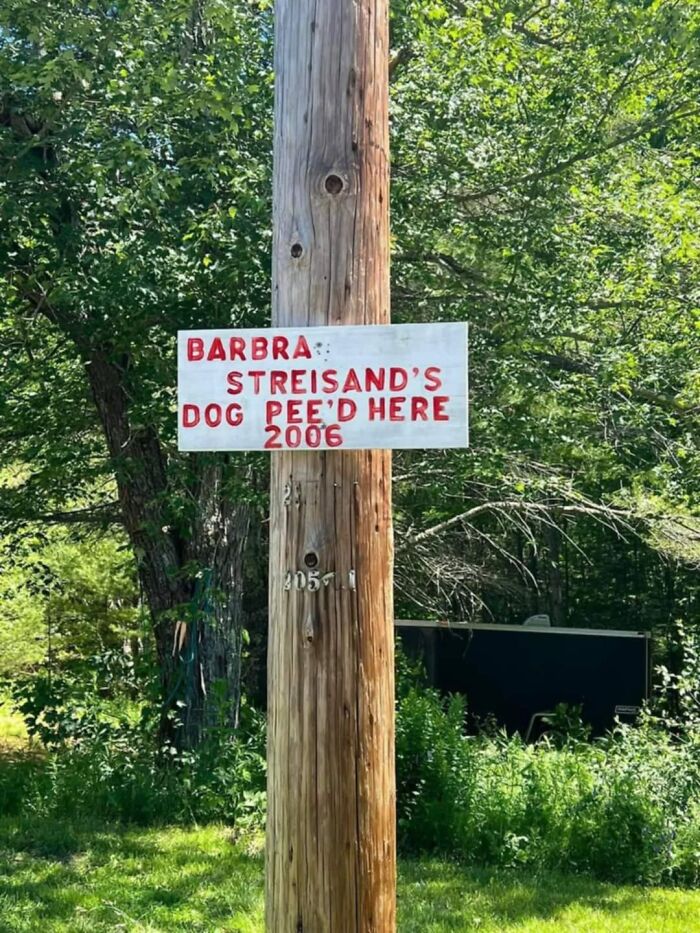 BARBRA
STREISAND'S
DOG PEE'D HERE
2006